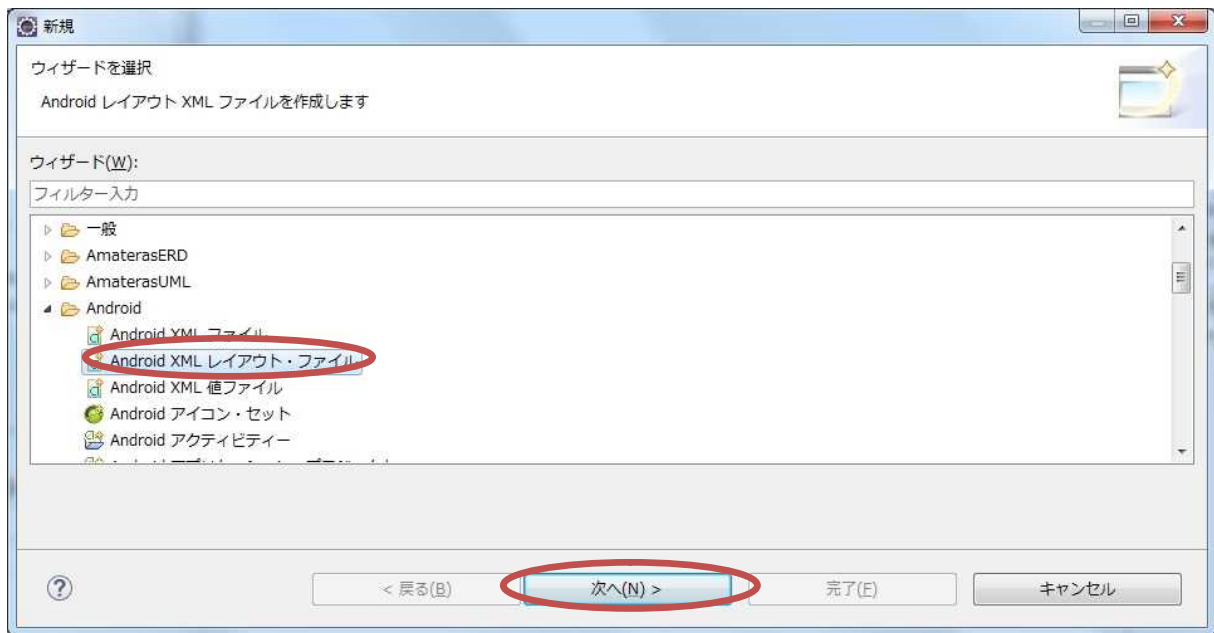 新規
ウィザードを選択
Android レイアウト XML ファイルを作成します
ウィザード(W):
フィルター入力
一般
AmaterasERD
AmaterasUML
Android
Android XML ファイル
Android XML レイアウト・ファイル
Android XML 値ファイル
Android アイコン・セット
Android アクティビティー
< 戻る(B) 次へ(N) > 完了(F) キャンセル